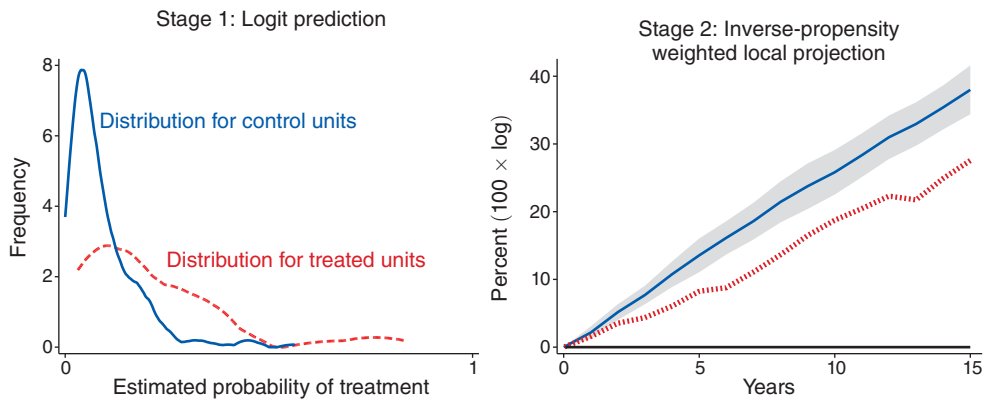 Stage 1: Logit prediction
8
6
4
2
0
Frequency
Distribution for control units
Distribution for treated units
0
1
Estimated probability of treatment
Stage 2: Inverse-propensity
weighted local projection
40
30
20
10
0
Percent (100 × log)
0
5
10
15
Years